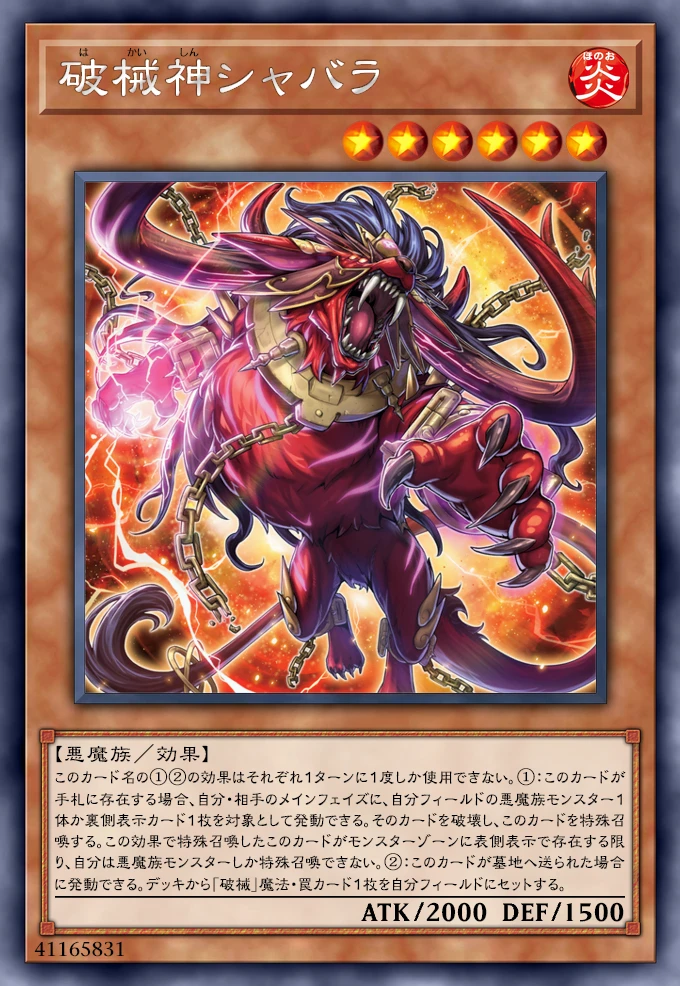 は かい しん
破械神シャバラ
ほのお
炎
【悪魔族／効果】
このカード名の①②の効果はそれぞれ1ターンに1度しか使用できない。①：このカードが
手札に存在する場合、自分・相手のメインフェイズに、自分フィールドの悪魔族モンスター1
体か裏側表示カード1枚を対象として発動できる。そのカードを破壊し、このカードを特殊召
喚する。この効果で特殊召喚したこのカードがモンスターゾーンに表側表示で存在する限
り、自分は悪魔族モンスターしか特殊召喚できない。②：このカードが墓地へ送られた場合
に発動できる。デッキから「破械」魔法・罠カード1枚を自分フィールドにセットする。
ATK/2000 DEF/1500
41165831